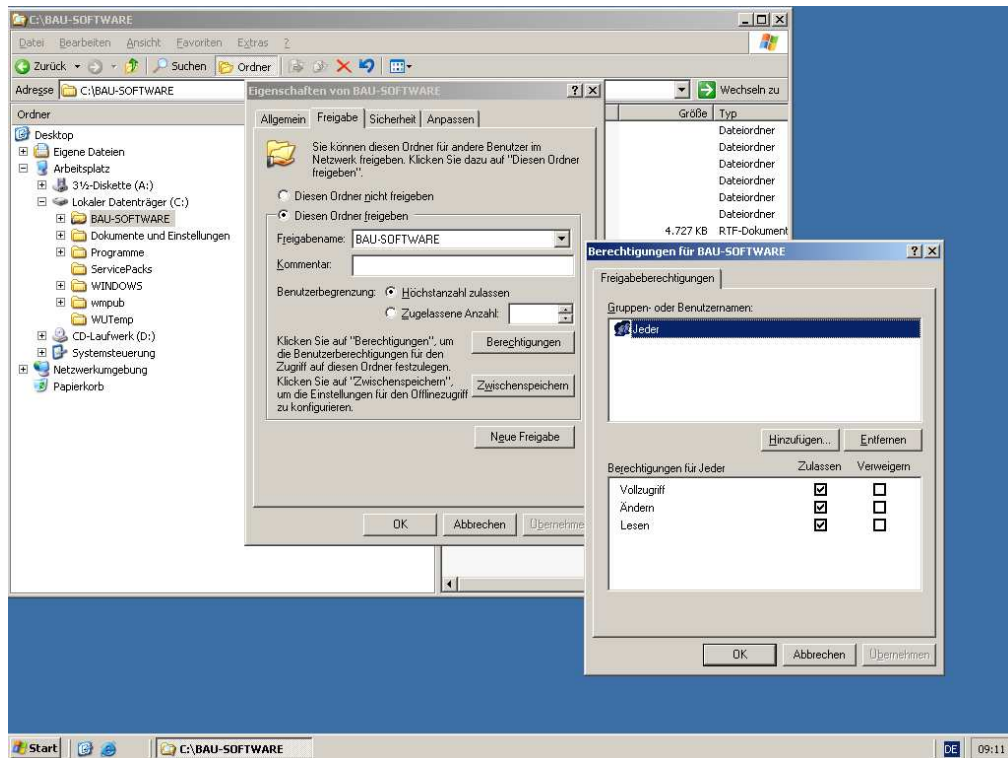 C:\BAU-SOFTWARE
Datei Bearbeiten Ansicht Favoriten Extras ?
Zurück Suchen Ordner
Adresse C:\BAU-SOFTWARE Wechseln zu
Ordner
Desktop
Eigene Dateien
Arbeitsplatz
3½-Diskette (A:)
Lokaler Datenträger (C:)
BAU-SOFTWARE
Dokumente und Einstellungen
Programme
ServicePacks
WINDOWS
wmpub
WUTemp
CD-Laufwerk (D:)
Systemsteuerung
Netzwerkumgebung
Papierkorb
Größe Typ
Dateiordner
Dateiordner
Dateiordner
Dateiordner
Dateiordner
Dateiordner
4.727 KB RTF-Dokument
Eigenschaften von BAU-SOFTWARE
Allgemein Freigabe Sicherheit Anpassen
Sie können diesen Ordner für andere Benutzer im
Netzwerk freigeben. Klicken Sie dazu auf "Diesen Ordner
freigeben".
Diesen Ordner nicht freigeben
Diesen Ordner freigeben
Freigabename: BAU-SOFTWARE
Kommentar:
Benutzerbegrenzung: Höchstanzahl zulassen
Zugelassene Anzahl:
Klicken Sie auf "Berechtigungen", um
die Benutzerberechtigungen für den
Zugriff auf diesen Ordner festzulegen.
Berechtigungen
Klicken Sie auf "Zwischenspeichern",
um die Einstellungen für den Offlinezugriff
zu konfigurieren.
Zwischenspeichern
Neue Freigabe
OK Abbrechen Übernehme
Berechtigungen für BAU-SOFTWARE
Freigabeberechtigungen
Gruppen- oder Benutzernamen:
Jeder
Hinzufügen... Entfernen
Berechtigungen für Jeder Zulassen Verweigern
Vollzugriff
Ändern
Lesen
OK Abbrechen Übernehmen
Start C:\BAU-SOFTWARE DE 09:11